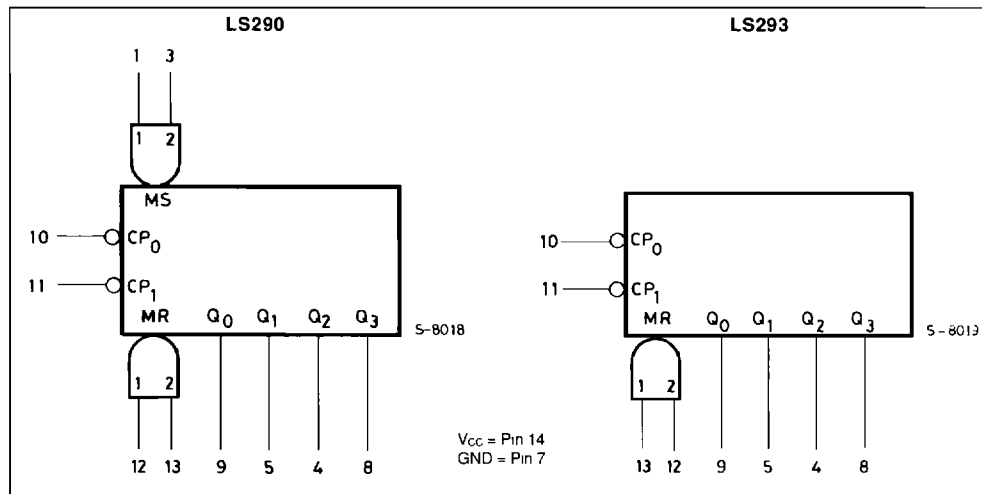 LS290
LS293
1 3
1 2
MS
10 CP0
11 CP1
MR Q0 Q1 Q2 Q3
S-8018
1 2
12 13 9 5 4 8
VCC = Pin 14
GND = Pin 7
10 CP0
11 CP1
MR Q0 Q1 Q2 Q3
S-8019
1 2
13 12 9 5 4 8